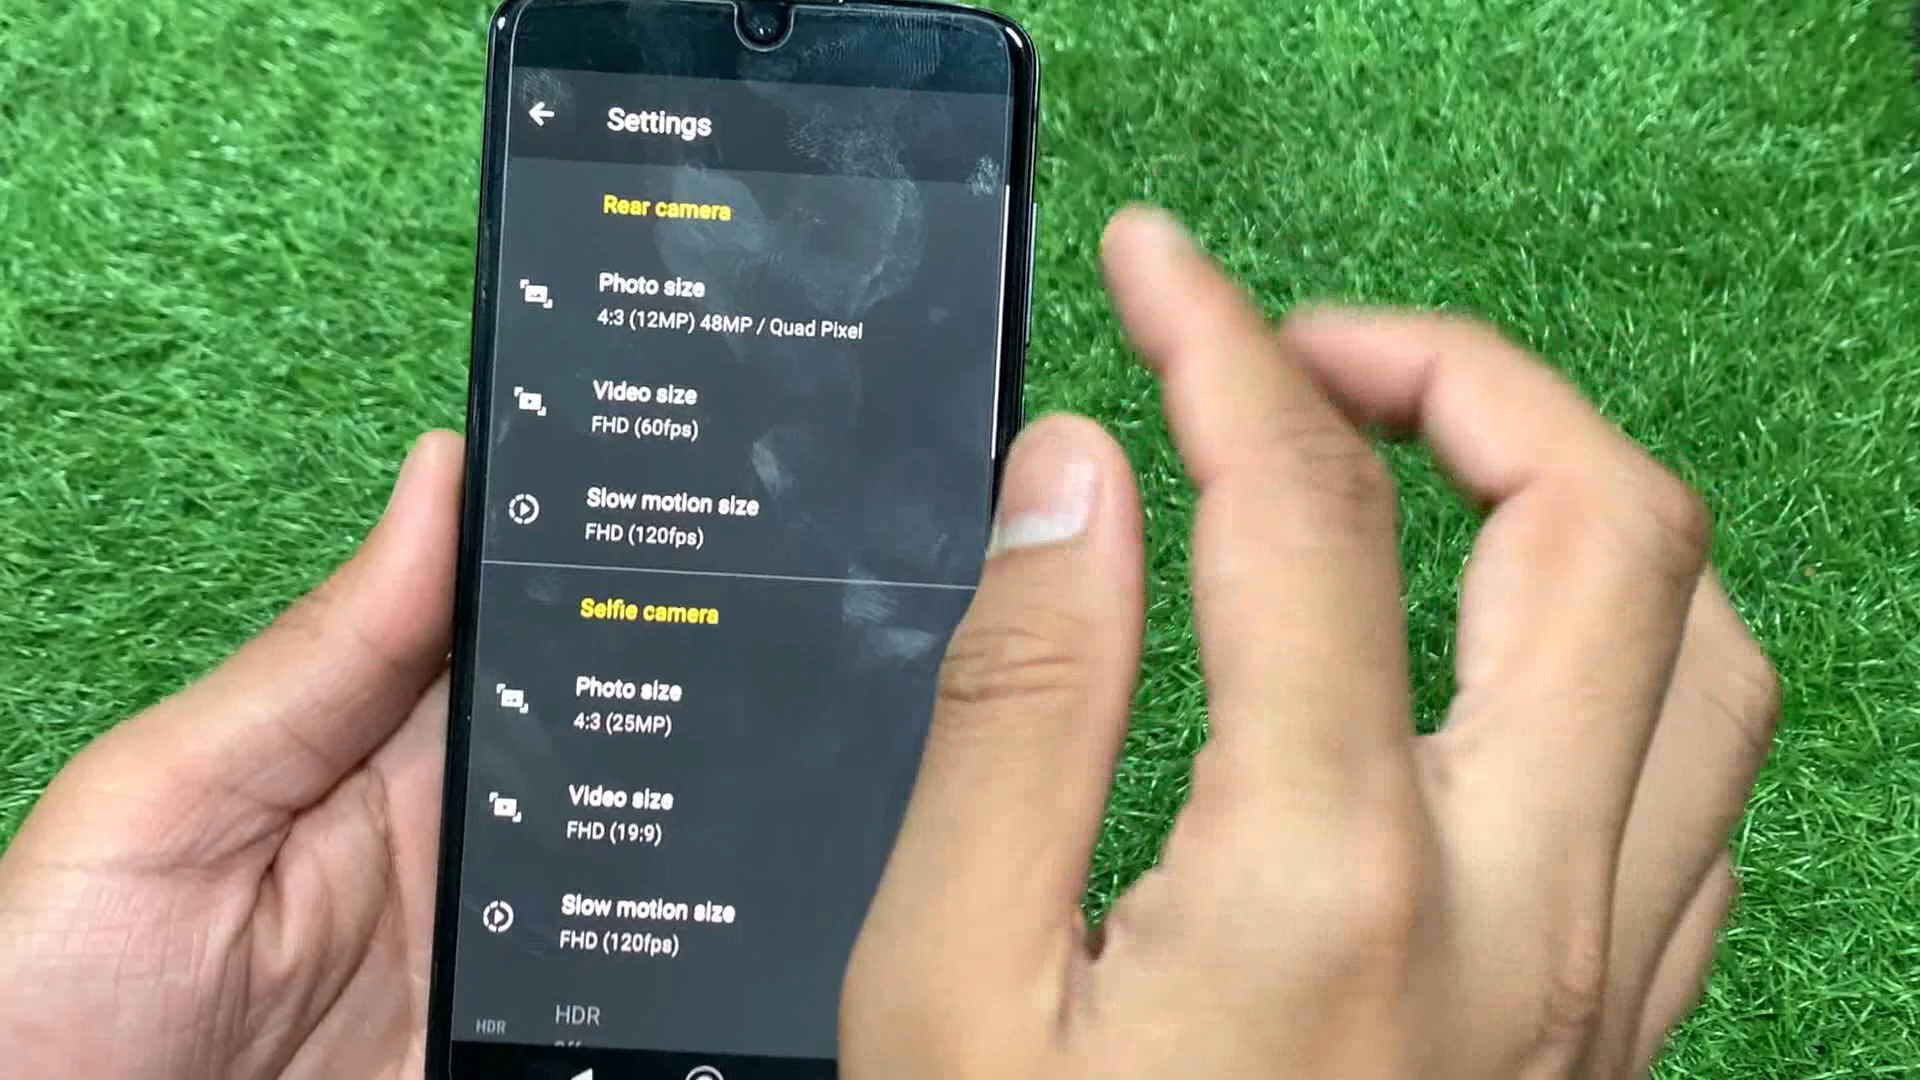 Settings
Rear camera
Photo size
4:3 (12MP) 48MP / Quad Pixel
Video size
FHD (60fps)
Slow motion size
FHD (120fps)
Selfie camera
Photo size
4:3 (25MP)
Video size
FHD (19:9)
Slow motion size
FHD (120fps)
HDR
HDR